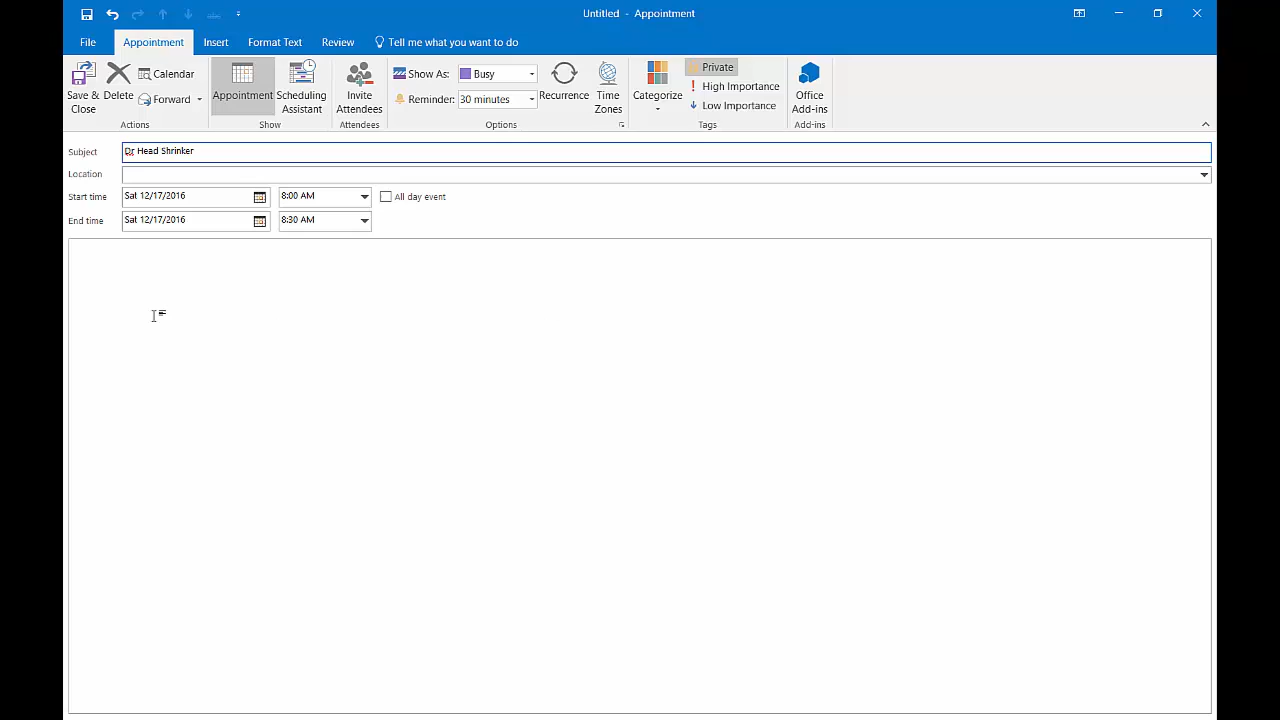 Untitled - Appointment
File
Appointment
Insert
Format Text
Review
Tell me what you want to do
Save &
Close
Delete
Calendar
Forward
Actions
Appointment
Scheduling
Assistant
Show
Invite
Attendees
Attendees
Show As:
Busy
Reminder:
30 minutes
Recurrence
Time
Zones
Options
Categorize
Private
High Importance
Low Importance
Tags
Office
Add-ins
Add-ins
Subject
Dr Head Shrinker
Location
Start time
Sat 12/17/2016
8:00 AM
All day event
End time
Sat 12/17/2016
8:30 AM